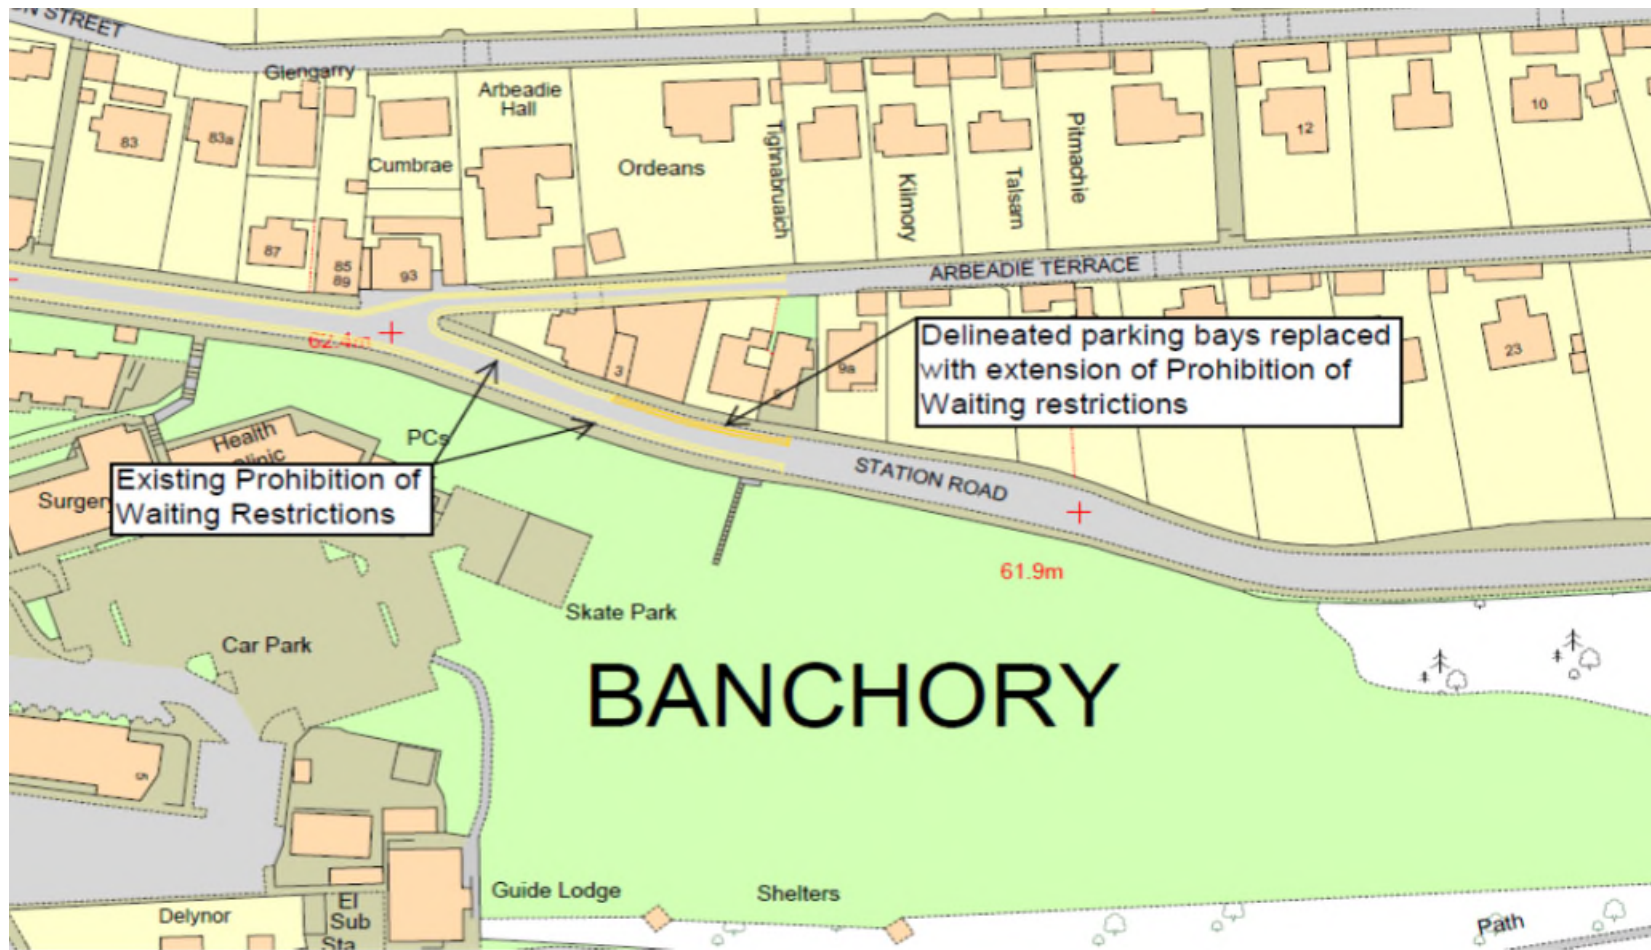 ON STREET
Glengarry
Arbeadie
Hall
83
83a
Cumbrae
Ordeans
Tighnabruaich
Kilmory
Talsarn
Pitmachie
12
10
87
85
89
93
ARBEADIE TERRACE
62.4m
3
9a
23
Delineated parking bays replaced
with extension of Prohibition of
Waiting restrictions
PCs
Health
Clinic
Surgery
Existing Prohibition of
Waiting Restrictions
STATION ROAD
61.9m
Skate Park
Car Park
BANCHORY
5
Guide Lodge
Shelters
Delynor
El
Sub
Sta
Path